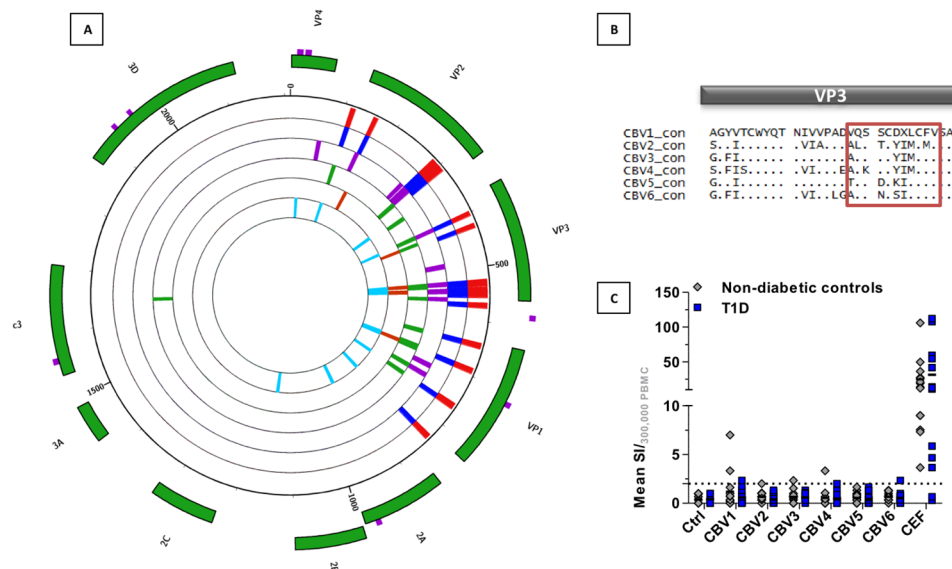 A
VP4
VP2
3D
0
2000
VP3
500
c3
VP1
1500
3A
1000
2A
2C
B
VP3
CBV1_con AGYVTCWYQT NIVVPADVQS SCDXLCFVSA
CBV2_con S..I...... ..VIA...AL. T.YIM.M.
CBV3_con G.FI...... ........A.. ..YIM...
CBV4_con S.FIS..... ..VI...EA.K ..YIM...
CBV5_con G..I...... ........T.. D.KI....
CBV6_con G.FI...... ..VI..LGA.. N.SI....
C
Non-diabetic controls
T1D
Mean SI/300,000 PBMC
150
100
50
10
5
0
Ctrl CBV1 CBV2 CBV3 CBV4 CBV5 CBV6 CEF